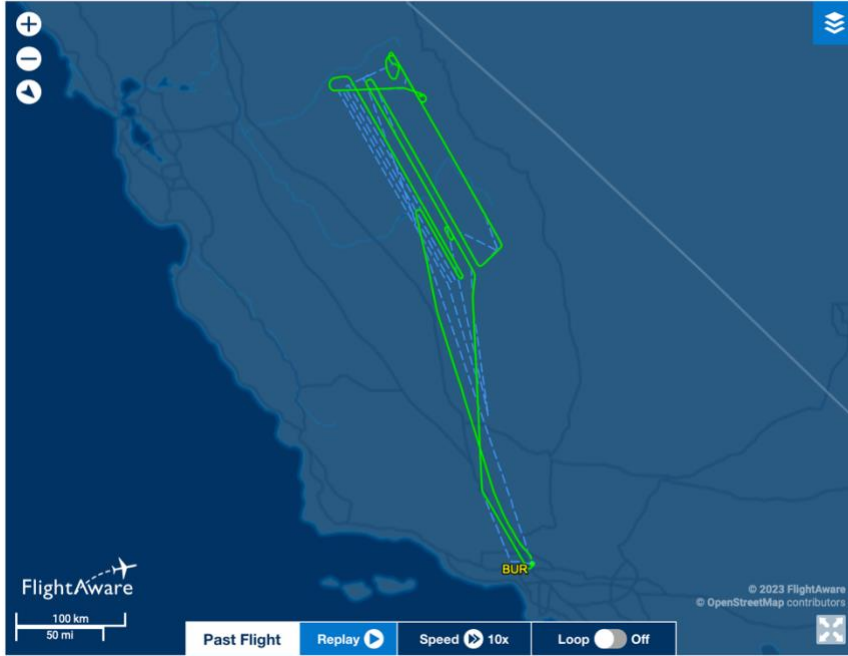 BUR
FlightAware
© 2023 FlightAware
© OpenStreetMap contributors
100 km
50 mi
Past Flight
Replay
Speed 10x
Loop Off